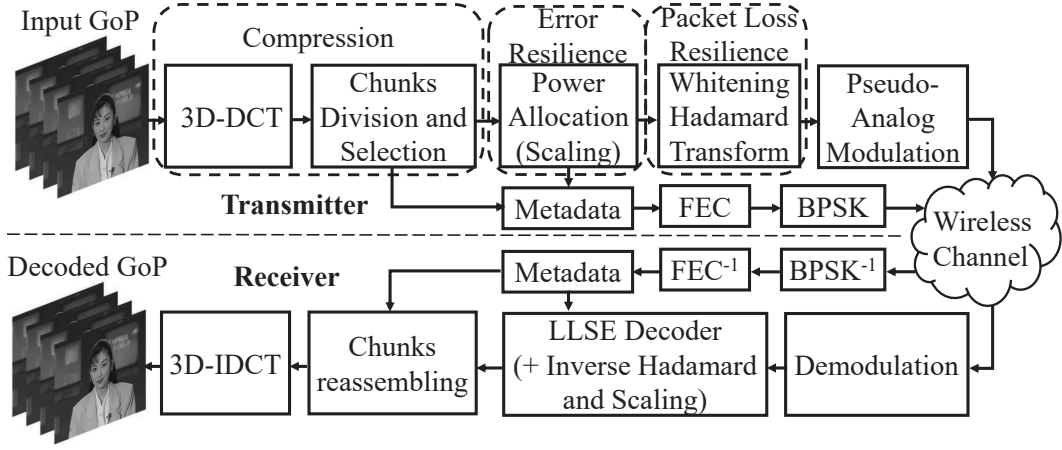 Input GoP
Compression
Error
Resilience
Packet Loss
Resilience
3D-DCT
Chunks
Division and
Selection
Power
Allocation
(Scaling)
Whitening
Hadamard
Transform
Pseudo-
Analog
Modulation
Transmitter
Metadata
FEC
BPSK
Wireless
Channel
Decoded GoP
Receiver
Metadata
FEC⁻¹
BPSK⁻¹
3D-IDCT
Chunks
reassembling
LLSE Decoder
(+ Inverse Hadamard
and Scaling)
Demodulation